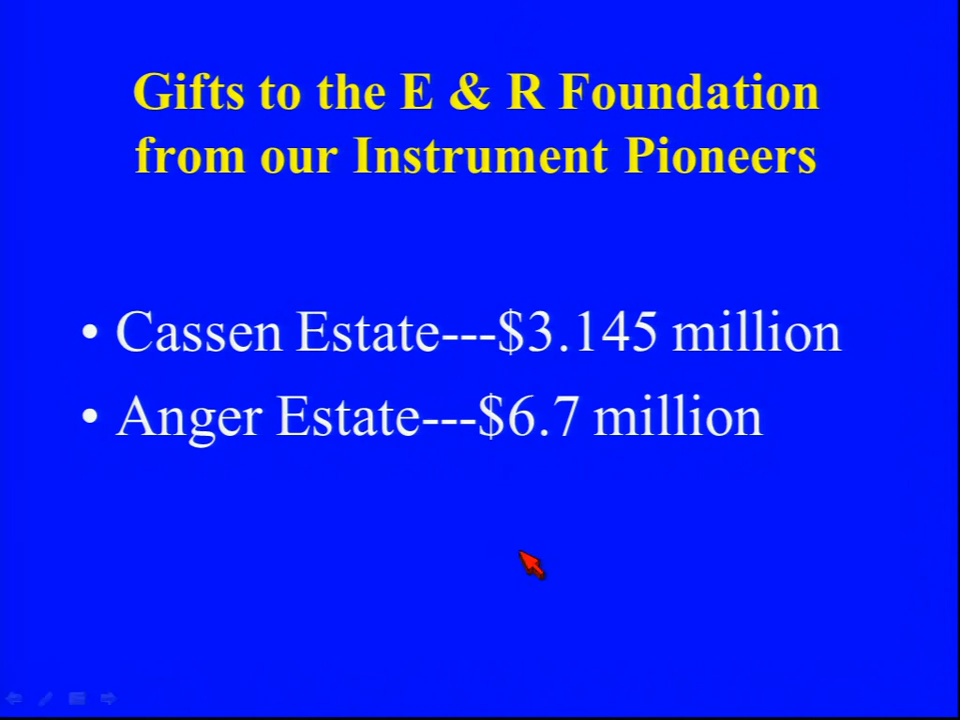 Gifts to the E & R Foundation
from our Instrument Pioneers
• Cassen Estate---$3.145 million
• Anger Estate---$6.7 million